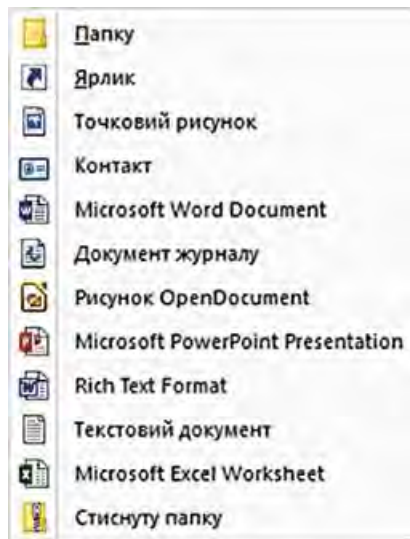 Папку
Ярлик
Точковий рисунок
Контакт
Microsoft Word Document
Документ журналу
Рисунок OpenDocument
Microsoft PowerPoint Presentation
Rich Text Format
Текстовий документ
Microsoft Excel Worksheet
Стиснуту папку